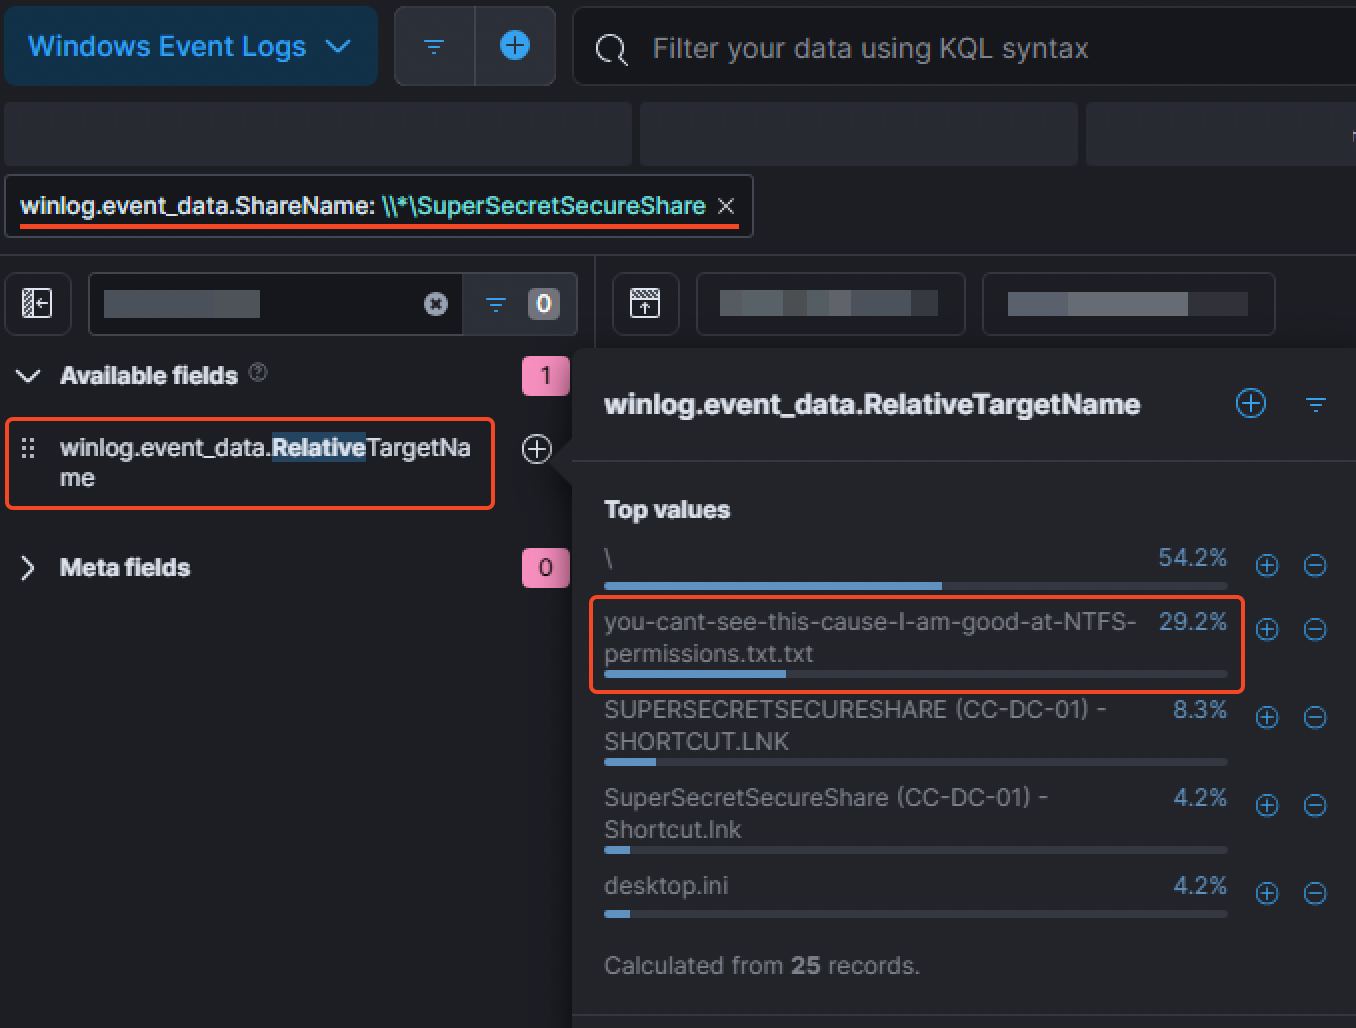 Windows Event Logs
Filter your data using KQL syntax
winlog.event_data.ShareName: \\*\SuperSecretSecureShare
0
Available fields
1
winlog.event_data.RelativeTargetNa
me
Meta fields
0
winlog.event_data.RelativeTargetName
Top values
\ 54.2%
you-cant-see-this-cause-I-am-good-at-NTFS- 29.2%
permissions.txt.txt
SUPERSECRETSECURESHARE (CC-DC-01) - 8.3%
SHORTCUT.LNK
SuperSecretSecureShare (CC-DC-01) - 4.2%
Shortcut.lnk
desktop.ini 4.2%
Calculated from 25 records.